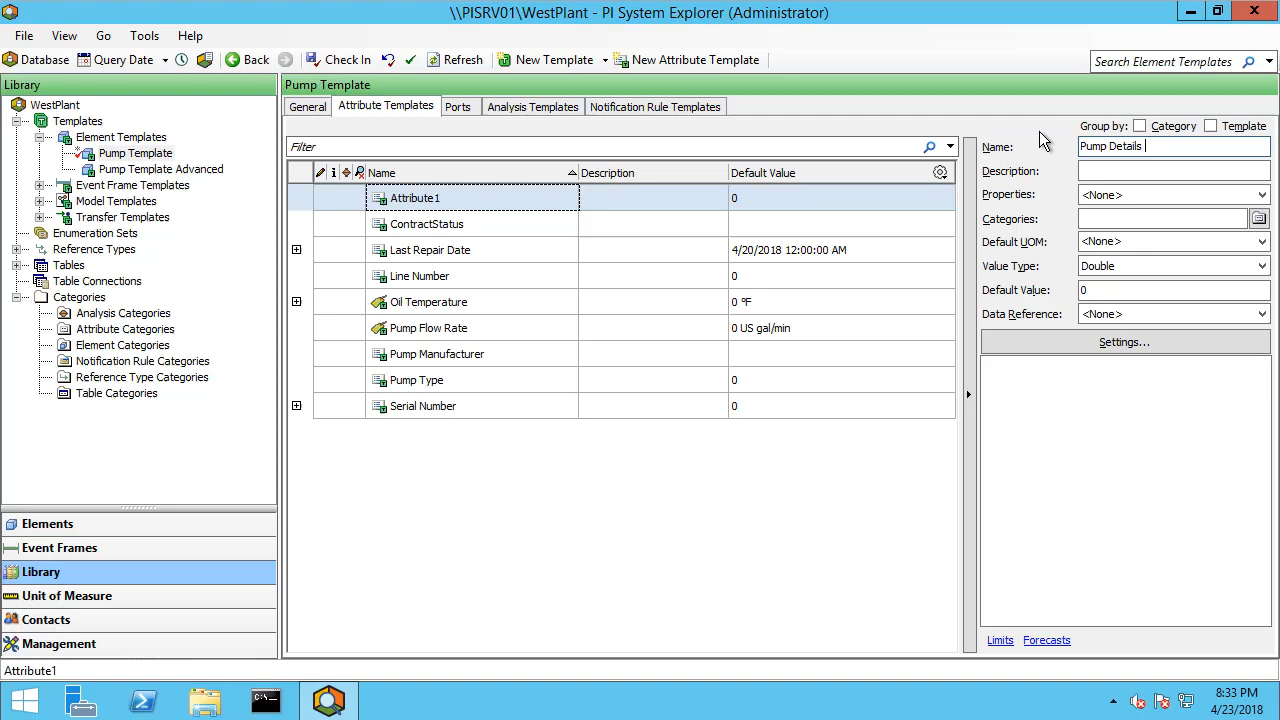 \\PISRV01\WestPlant - PI System Explorer (Administrator)
File View Go Tools Help
Database Query Date Back Check In Refresh New Template New Attribute Template Search Element Templates
Library
WestPlant
Templates
Element Templates
Pump Template
Pump Template Advanced
Event Frame Templates
Model Templates
Transfer Templates
Enumeration Sets
Reference Types
Tables
Table Connections
Categories
Analysis Categories
Attribute Categories
Element Categories
Notification Rule Categories
Reference Type Categories
Table Categories
Elements
Event Frames
Library
Unit of Measure
Contacts
Management
Pump Template
General Attribute Templates Ports Analysis Templates Notification Rule Templates
Group by: Category Template
Filter
Name Description Default Value
Attribute1 0
ContractStatus
Last Repair Date 4/20/2018 12:00:00 AM
Line Number 0
Oil Temperature 0 °F
Pump Flow Rate 0 US gal/min
Pump Manufacturer
Pump Type 0
Serial Number 0
Name: Pump Details
Description:
Properties: <None>
Categories:
Default UOM: <None>
Value Type: Double
Default Value: 0
Data Reference: <None>
Settings...
Limits Forecasts
Attribute1
8:33 PM
4/23/2018